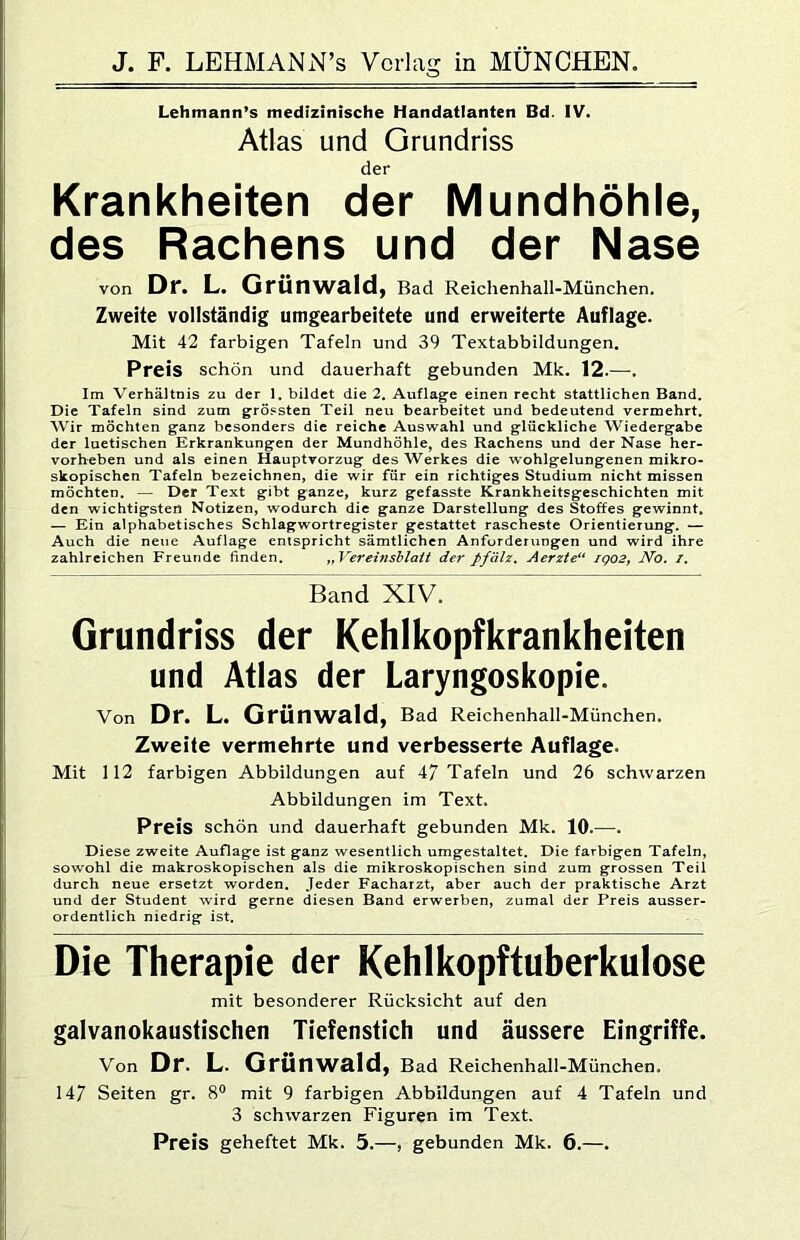 J. F. LEHMANN’s Verlag in MÜNCHEN.
Lehmann’s medizinische Handatlanten Bd. IV.
Atlas und Grundriss
der
Krankheiten der Mundhöhle,
des Rachens und der Nase
von Dr. L. Grünwald, Bad Reichenhall-München.
Zweite vollständig umgearbeitete und erweiterte Auflage.
Mit 42 farbigen Tafeln und 39 Textabbildungen.
Preis schön und dauerhaft gebunden Mk. 12.—.
Im Verhältnis zu der 1. bildet die 2. Auflage einen recht stattlichen Band.
Die Tafeln sind zum grössten Teil neu bearbeitet und bedeutend vermehrt.
Wir möchten ganz besonders die reiche Auswahl und glückliche Wiedergabe
der luetischen Erkrankungen der Mundhöhle, des Rachens und der Nase her-
vorheben und als einen Hauptvorzug des Werkes die wohlgelungenen mikro-
skopischen Tafeln bezeichnen, die wir für ein richtiges Studium nicht missen
möchten. — Der Text gibt ganze, kurz gefasste Krankheitsgeschichten mit
den wichtigsten Notizen, wodurch die ganze Darstellung des Stoffes gewinnt.
— Ein alphabetisches Schlagwortregister gestattet rascheste Orientierung. —
Auch die neue Auflage entspricht sämtlichen Anforderungen und wird ihre
zahlreichen Freunde finden. „Vereinsblatt der pfälz. Aerzte“ 1902, No. 1.
Band XIV.
Grundriss der Kehlkopfkrankheiten
und Atlas der Laryngoskopie.
Von Dr. L. Grünwald, Bad Reichenhall-München.
Zweite vermehrte und verbesserte Auflage.
Mit 112 farbigen Abbildungen auf 47 Tafeln und 26 schwarzen
Abbildungen im Text.
Preis schön und dauerhaft gebunden Mk. 10.—.
Diese zweite Auflage ist ganz wesentlich umgestaltet. Die farbigen Tafeln,
sowohl die makroskopischen als die mikroskopischen sind zum grossen Teil
durch neue ersetzt worden. Jeder Facharzt, aber auch der praktische Arzt
und der Student wird gerne diesen Band erwerben, zumal der Preis ausser-
ordentlich niedrig ist.
Die Therapie der Kehlkopftuberkulose
mit besonderer Rücksicht auf den
galvanokaustischen Tiefenstich und äussere Eingriffe.
Von Dr. L. Grünwald, Bad Reichenhall-München.
147 Seiten gr. 8⁰ mit 9 farbigen Abbildungen auf 4 Tafeln und
3 schwarzen Figuren im Text.
Preis geheftet Mk. 5.—, gebunden Mk. 6.—.